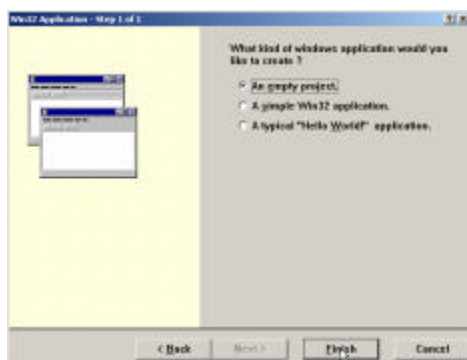 Win32 Application - Step 1 of 1
What kind of windows application would you
like to create ?
An empty project.
A simple Win32 application.
A typical "Hello World!" application.
< Back
Next >
Finish
Cancel